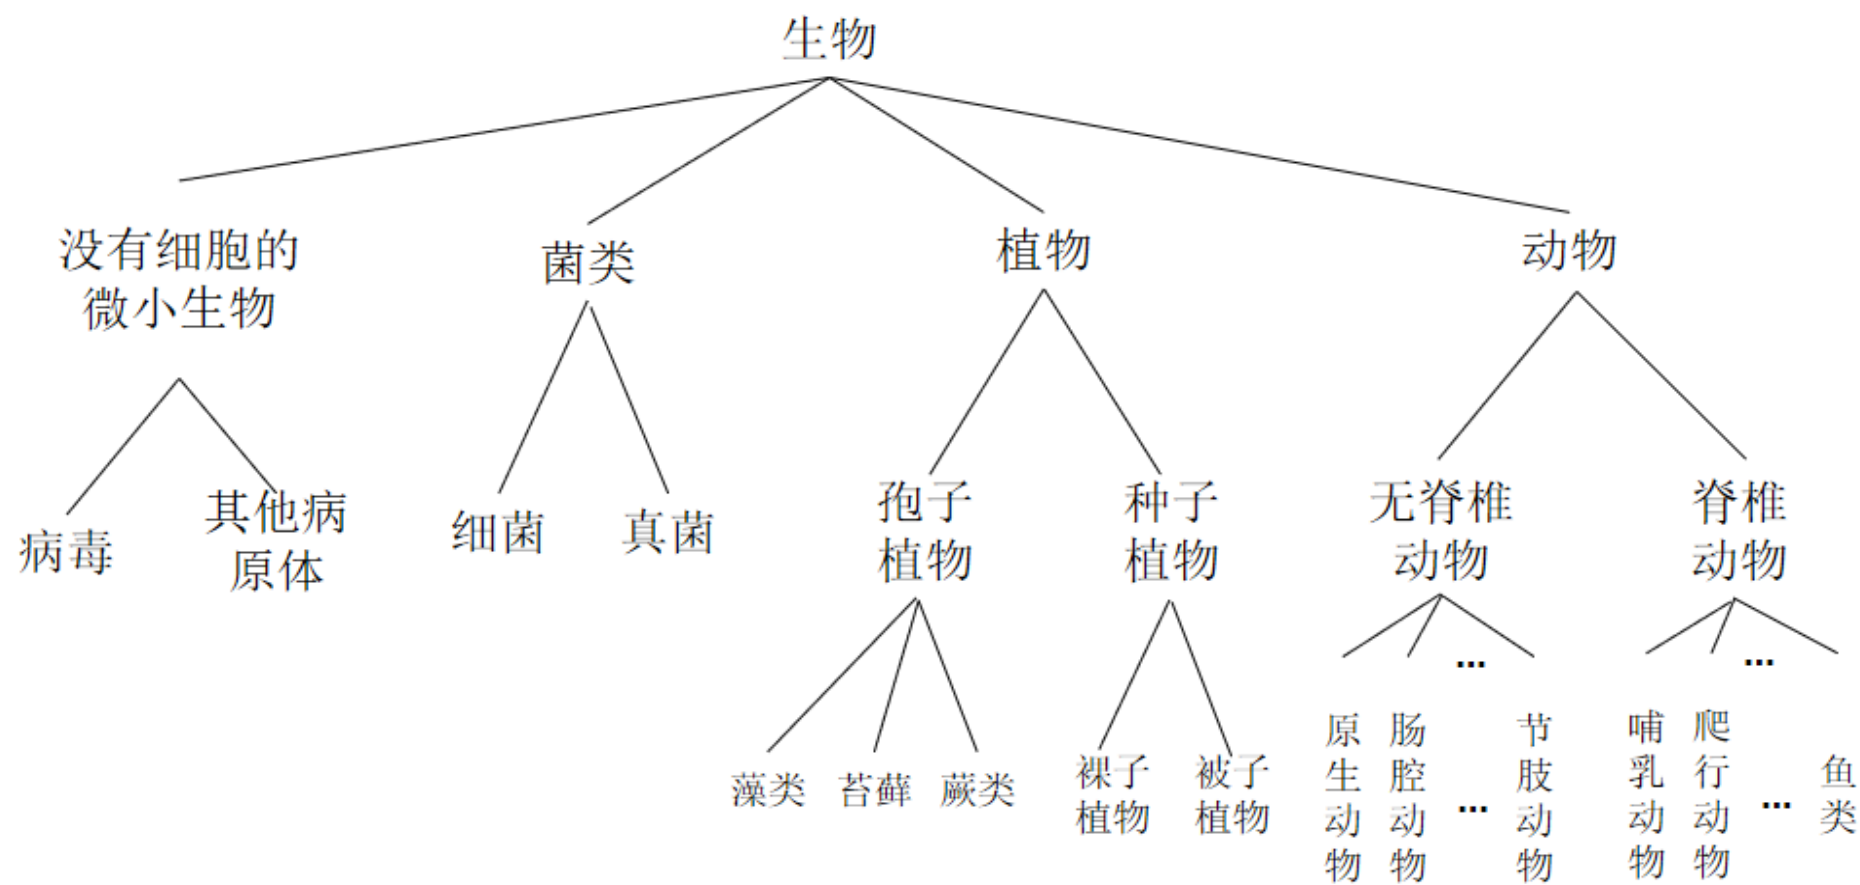 生物
没有细胞的
微小生物
菌类
植物
动物
病毒
其他病
原体
细菌
真菌
孢子
植物
种子
植物
无脊椎
动物
脊椎
动物
...
...
藻类
苔藓
蕨类
裸子
植物
被子
植物
原生动物
肠腔动物
...
节肢动物
哺乳动物
爬行动物
...
鱼类